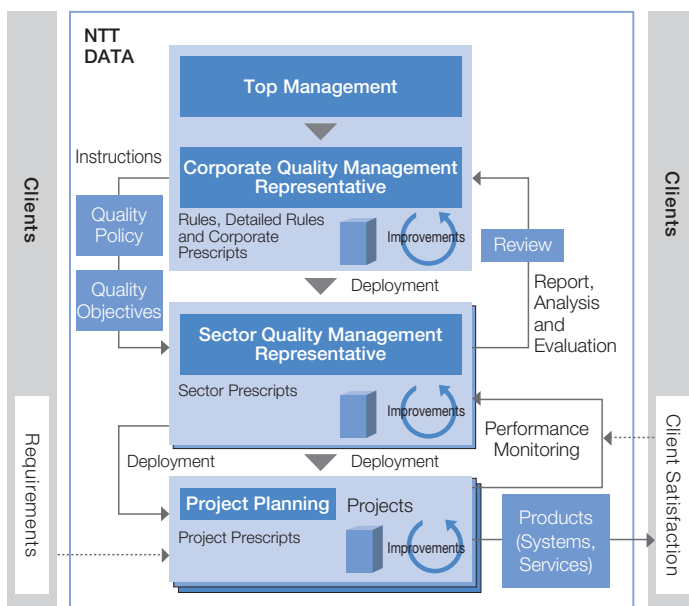 NTT
DATA
Clients
Top Management
Instructions
Corporate Quality Management
Representative
Quality
Policy
Rules, Detailed Rules
and Corporate
Prescripts
Improvements
Review
Quality
Objectives
Deployment
Report,
Analysis
and
Evaluation
Sector Quality Management
Representative
Sector Prescripts
Improvements
Performance
Monitoring
Deployment
Deployment
Project Planning
Projects
Project Prescripts
Improvements
Products
(Systems,
Services)
Requirements
Clients
Client Satisfaction